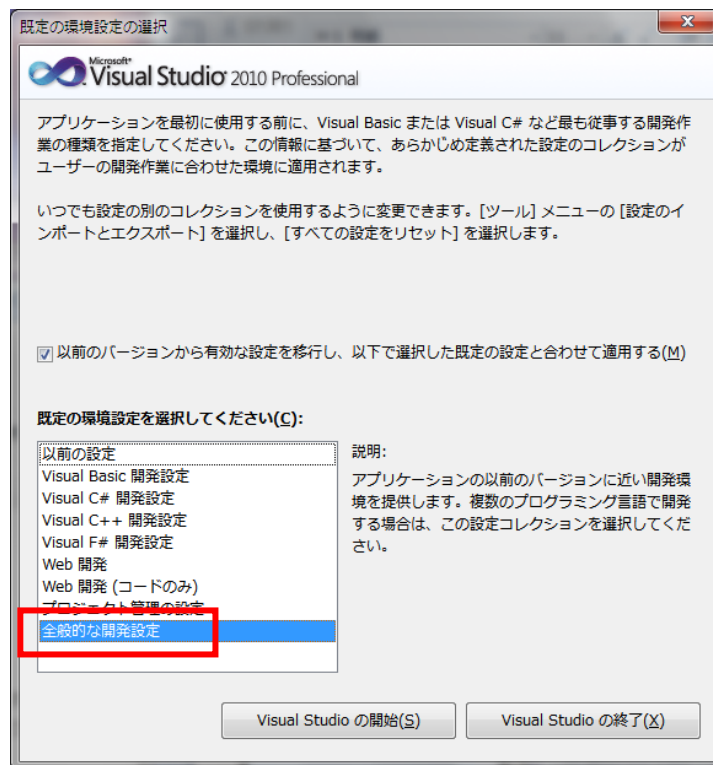 既定の環境設定の選択
Microsoft
Visual Studio 2010 Professional
アプリケーションを最初に使用する前に、Visual Basic または Visual C# など最も従事する開発作
業の種類を指定してください。この情報に基づいて、あらかじめ定義された設定のコレクションが
ユーザーの開発作業に合わせた環境に適用されます。
いつでも設定の別のコレクションを使用するように変更できます。[ツール] メニューの [設定のイ
ンポートとエクスポート] を選択し、[すべての設定をリセット] を選択します。
以前のバージョンから有効な設定を移行し、以下で選択した既定の設定と合わせて適用する(M)
既定の環境設定を選択してください(C):
以前の設定
Visual Basic 開発設定
Visual C# 開発設定
Visual C++ 開発設定
Visual F# 開発設定
Web 開発
Web 開発 (コードのみ)
プロジェクト管理の設定
全般的な開発設定
説明:
アプリケーションの以前のバージョンに近い開発環
境を提供します。複数のプログラミング言語で開発
する場合は、この設定コレクションを選択してくだ
さい。
Visual Studio の開始(S)
Visual Studio の終了(X)